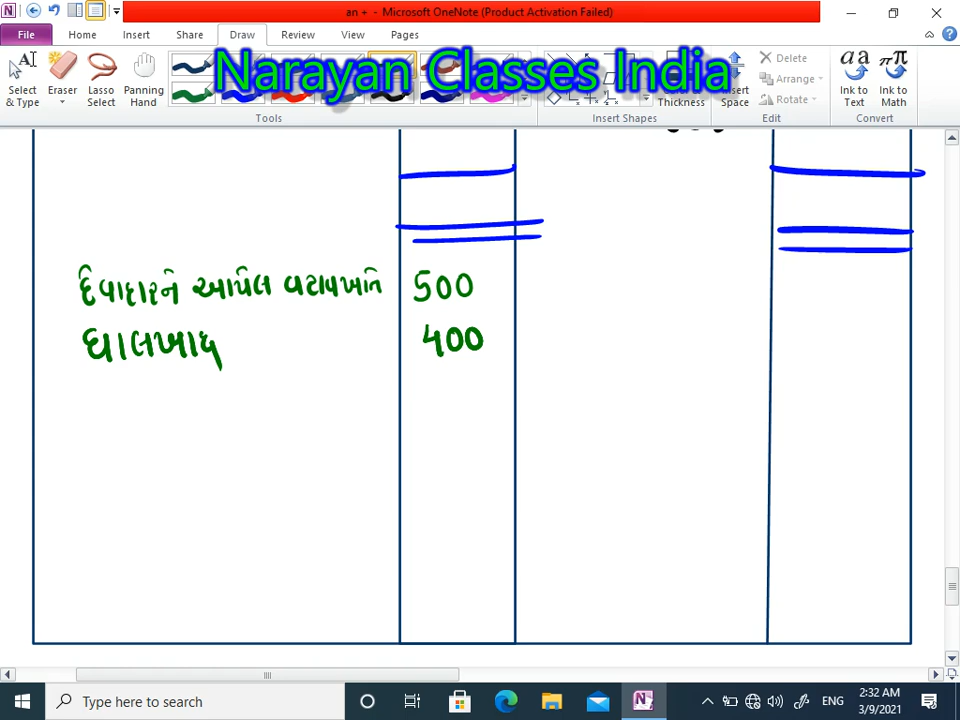 an + - Microsoft OneNote (Product Activation Failed)
File Home Insert Share Draw Review View Pages
Narayan Classes India
Select & Type
Eraser
Lasso Select
Panning Hand
Thickness
Insert Space
Delete
Arrange
Rotate
Ink to Text
Ink to Math
Tools Insert Shapes Edit Convert
દેવાદારને આપેલ વટાવખાતે 500
ઘાલખાદ 400
Type here to search
ENG
2:32 AM
3/9/2021